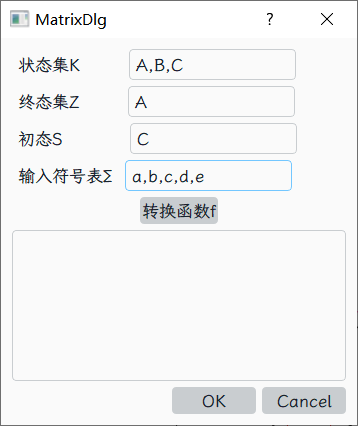 MatrixDlg
状态集K A,B,C
终态集Z A
初态S C
输入符号表Σ a,b,c,d,e
转换函数f
OK Cancel